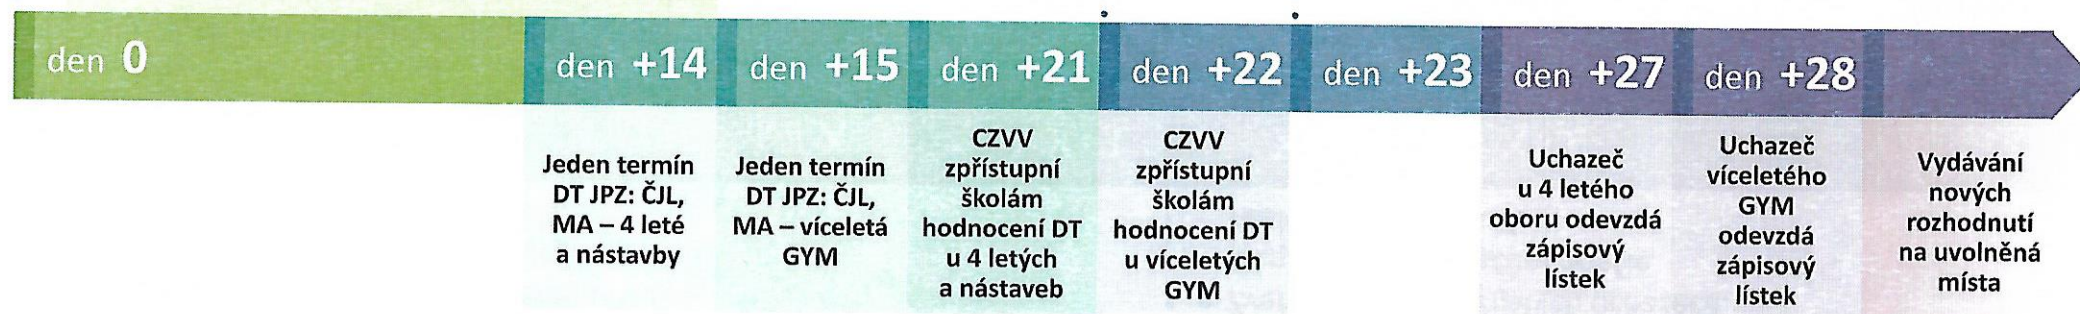 den 0
den +14
den +15
den +21
den +22
den +23
den +27
den +28
Jeden termín
DT JPZ: ČJL,
MA – 4 leté
a nástavby
Jeden termín
DT JPZ: ČJL,
MA – víceletá
GYM
CZVV
zpřístupní
školám
hodnocení DT
u 4 letých
a nástaveb
CZVV
zpřístupní
školám
hodnocení DT
u víceletých
GYM
Uchazeč
u 4 letého
oboru odevzdá
zápisový
lístek
Uchazeč
víceletého
GYM
odevzdá
zápisový
lístek
Vydávání
nových
rozhodnutí
na uvolněná
místa